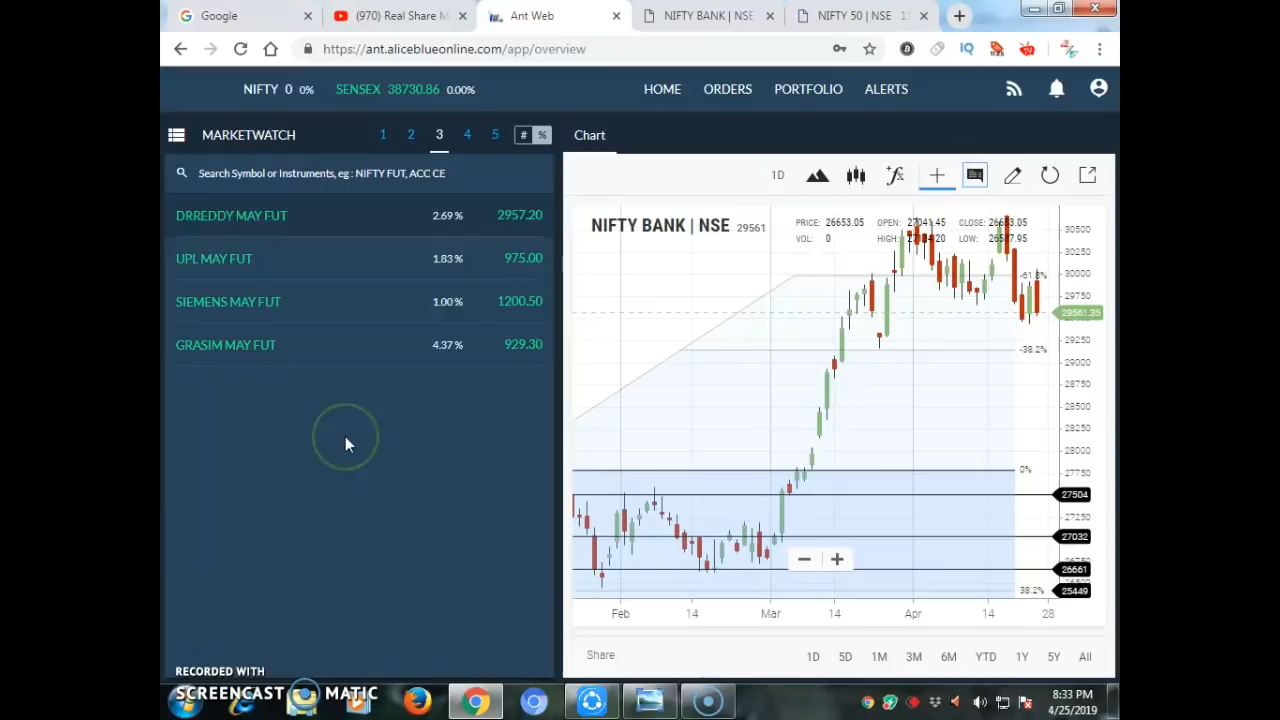 Google
(970) Real Share M
Ant Web
NIFTY BANK | NSE
NIFTY 50 | NSE
https://ant.aliceblueonline.com/app/overview
NIFTY 0 0%
SENSEX 38730.86 0.00%
HOME
ORDERS
PORTFOLIO
ALERTS
MARKETWATCH
1 2 3 4 5
# %
Chart
Search Symbol or Instruments, eg : NIFTY FUT, ACC CE
1D
DRREDDY MAY FUT 2.69 % 2957.20
UPL MAY FUT 1.83 % 975.00
SIEMENS MAY FUT 1.00 % 1200.50
GRASIM MAY FUT 4.37 % 929.30
NIFTY BANK | NSE 29561
PRICE: 26653.05 OPEN: 27041.45 CLOSE: 26653.05
VOL: 0 HIGH: LOW:
30500
30000
29750
29561.35
29250
29000
28750
28500
28250
28000
27750
27504
27250
27032
26661
25449
-61.8%
-38.2%
0%
38.2%
Feb 14 Mar 14 Apr 14 28
Share
1D 5D 1M 3M 6M YTD 1Y 5Y All
RECORDED WITH
SCREENCAST MATIC
8:33 PM
4/25/2019